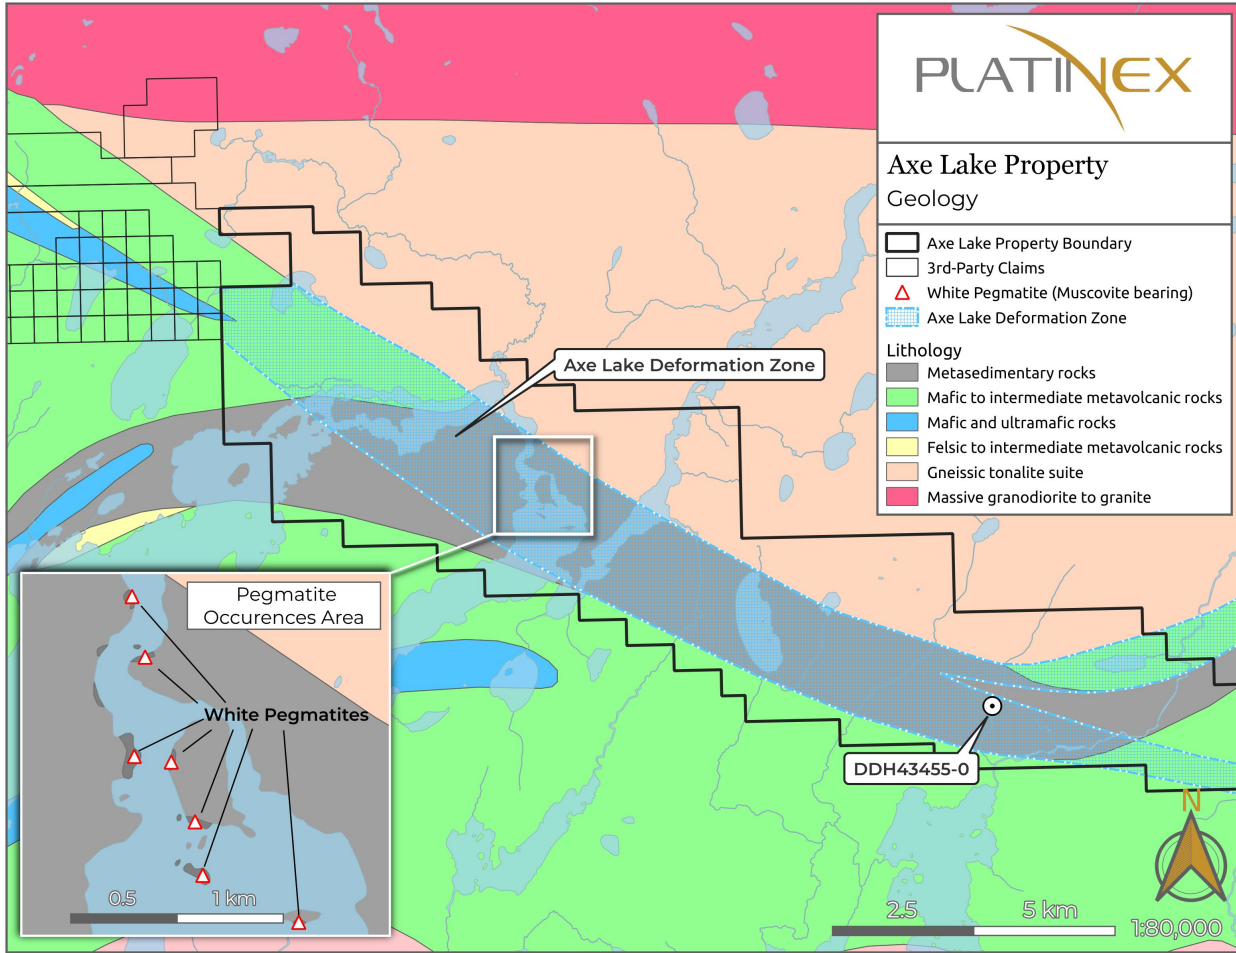 PLATINEX
Axe Lake Property
Geology
Axe Lake Property Boundary
3rd-Party Claims
White Pegmatite (Muscovite bearing)
Axe Lake Deformation Zone
Lithology
Metasedimentary rocks
Mafic to intermediate metavolcanic rocks
Mafic and ultramafic rocks
Felsic to intermediate metavolcanic rocks
Gneissic tonalite suite
Massive granodiorite to granite
Axe Lake Deformation Zone
Pegmatite
Occurences Area
White Pegmatites
0.5 1 km
DDH43455-0
N
2.5 5 km
1:80,000